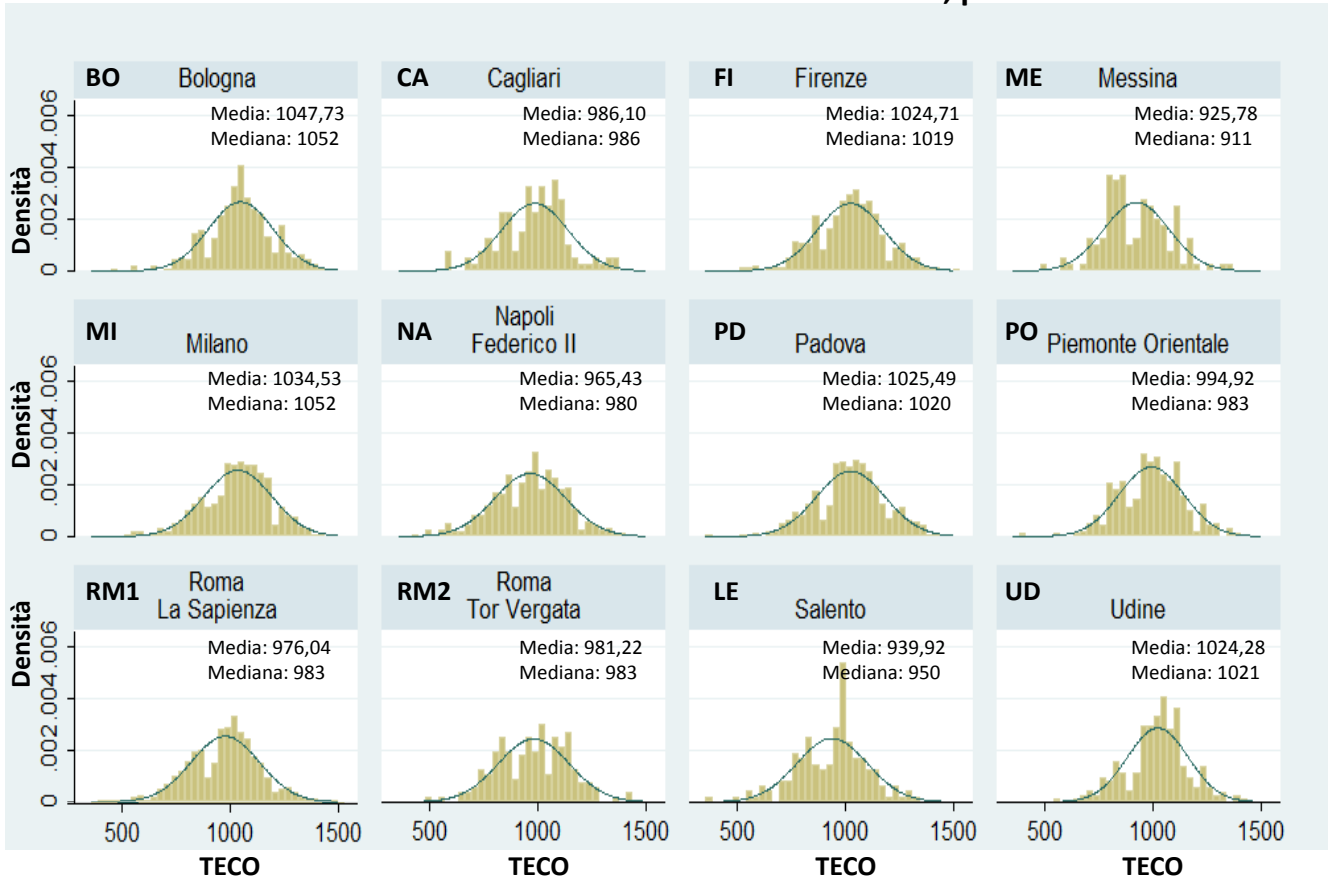 BO Bologna
Media: 1047,73
Mediana: 1052
CA Cagliari
Media: 986,10
Mediana: 986
FI Firenze
Media: 1024,71
Mediana: 1019
ME Messina
Media: 925,78
Mediana: 911
Densità
0 .002 .004 .006
MI Milano
Media: 1034,53
Mediana: 1052
NA Napoli
Federico II
Media: 965,43
Mediana: 980
PD Padova
Media: 1025,49
Mediana: 1020
PO Piemonte Orientale
Media: 994,92
Mediana: 983
Densità
0 .002 .004 .006
RM1 Roma
La Sapienza
Media: 976,04
Mediana: 983
RM2 Roma
Tor Vergata
Media: 981,22
Mediana: 983
LE Salento
Media: 939,92
Mediana: 950
UD Udine
Media: 1024,28
Mediana: 1021
Densità
0 .002 .004 .006
500 1000 1500
500 1000 1500
500 1000 1500
500 1000 1500
TECO
TECO
TECO
TECO